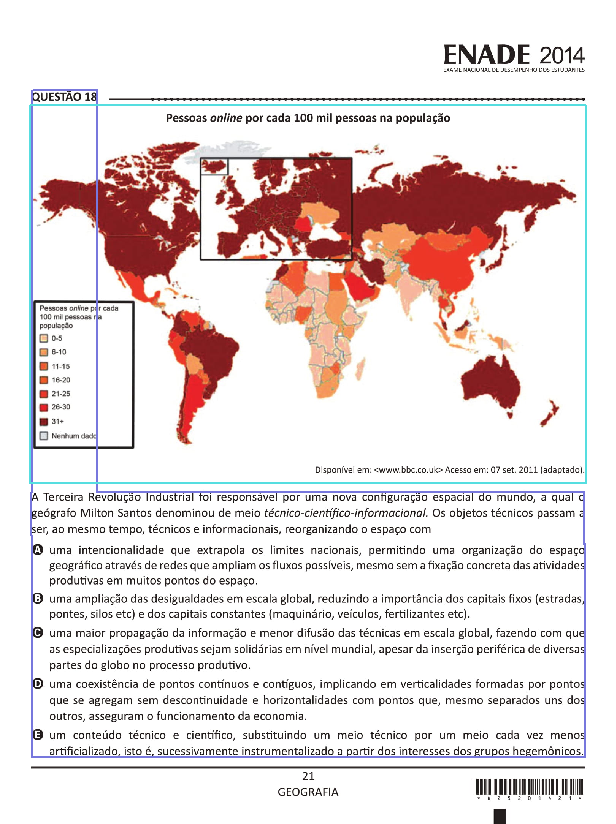 ENADE 2014
EXAME NACIONAL DE DESEMPENHO DOS ESTUDANTES
QUESTÃO 18
Pessoas online por cada 100 mil pessoas na população
Pessoas online por cada
100 mil pessoas na
população
0-5
6-10
11-15
16-20
21-25
26-30
31+
Nenhum dado
Disponível em: <www.bbc.co.uk> Acesso em: 07 set. 2011 (adaptado).
A Terceira Revolução Industrial foi responsável por uma nova configuração espacial do mundo, a qual o
geógrafo Milton Santos denominou de meio técnico-científico-informacional. Os objetos técnicos passam a
ser, ao mesmo tempo, técnicos e informacionais, reorganizando o espaço com
A uma intencionalidade que extrapola os limites nacionais, permitindo uma organização do espaço
geográfico através de redes que ampliam os fluxos possíveis, mesmo sem a fixação concreta das atividades
produtivas em muitos pontos do espaço.
B uma ampliação das desigualdades em escala global, reduzindo a importância dos capitais fixos (estradas,
pontes, silos etc) e dos capitais constantes (maquinário, veículos, fertilizantes etc).
C uma maior propagação da informação e menor difusão das técnicas em escala global, fazendo com que
as especializações produtivas sejam solidárias em nível mundial, apesar da inserção periférica de diversas
partes do globo no processo produtivo.
D uma coexistência de pontos contínuos e contíguos, implicando em verticalidades formadas por pontos
que se agregam sem descontinuidade e horizontalidades com pontos que, mesmo separados uns dos
outros, asseguram o funcionamento da economia.
E um conteúdo técnico e científico, substituindo um meio técnico por um meio cada vez menos
artificializado, isto é, sucessivamente instrumentalizado a partir dos interesses dos grupos hegemônicos.
21
GEOGRAFIA